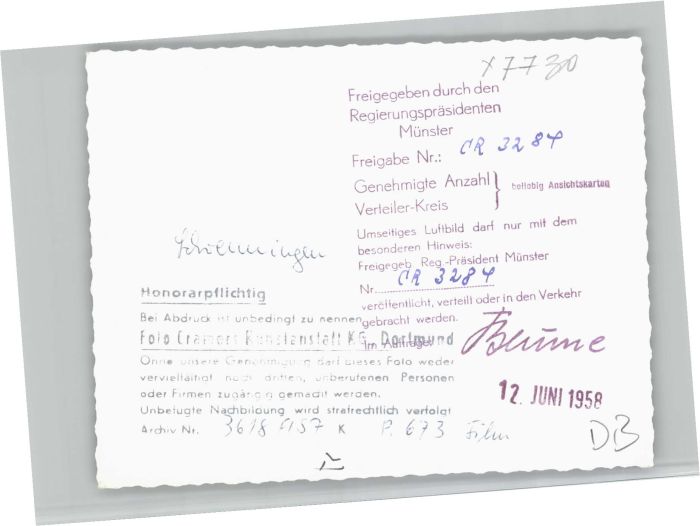 x7730
Freigegeben durch den
Regierungspräsidenten
Münster
Freigabe Nr.: CR 3284
Genehmigte Anzahl } beliebig Ansichtskarten
Verteiler-Kreis
Umseitiges Luftbild darf nur mit dem
besonderen Hinweis:
Freigegeb. Reg.-Präsident Münster
Nr. CR 3284
veröffentlicht, verteilt oder in den Verkehr
gebracht werden.
Im Auftrage:
Blume
12. JUNI 1958
Honorarpflichtig
Bei Abdruck ist unbedingt zu nennen
Foto Cramers Kunstanstalt KG, Dortmund
Ohne unsere Genehmigung darf dieses Foto weder
vervielfältigt noch dritten, unberufenen Personen
oder Firmen zugängig gemacht werden.
Unbefugte Nachbildung wird strafrechtlich verfolgt
Archiv Nr. 3618 A157 K P. 673 Film
DB